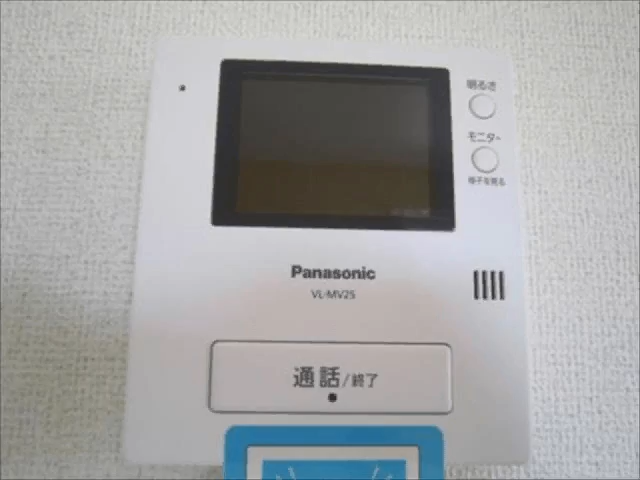 明るさ
モニター
様子を見る
Panasonic
VL-MV25
通話/終了